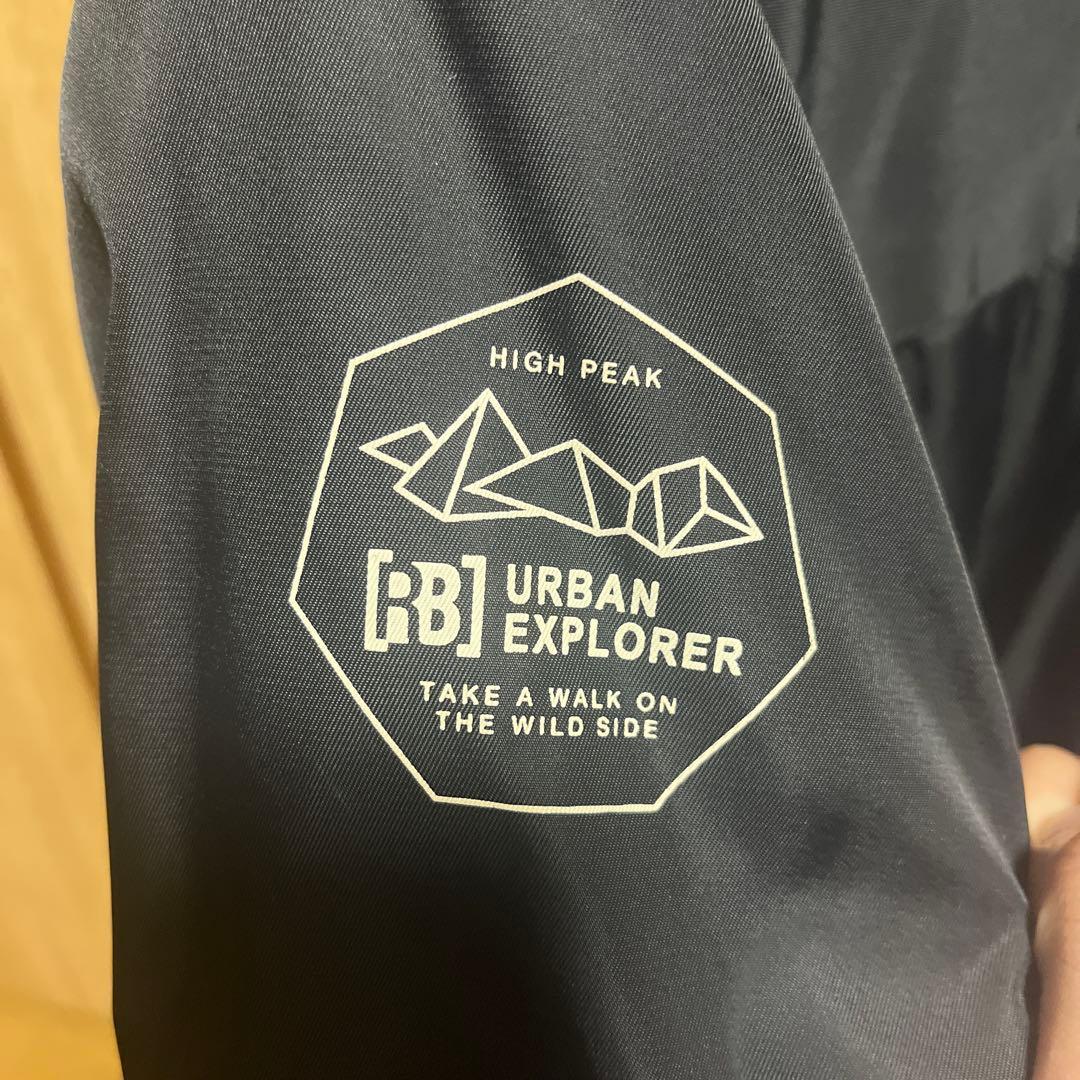 HIGH PEAK
[RB] URBAN
EXPLORER
TAKE A WALK ON
THE WILD SIDE